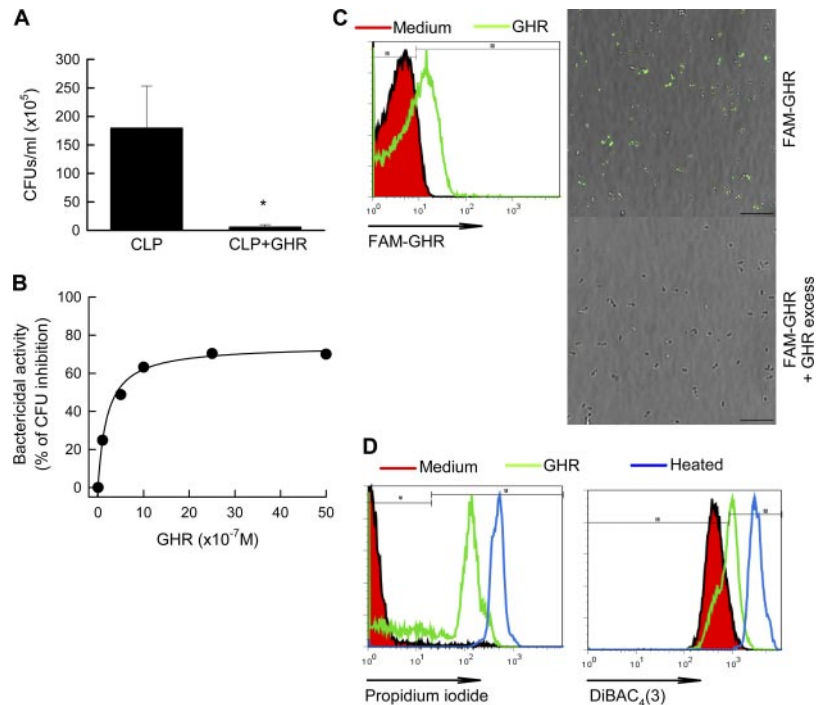 A
CFUs/ml (x10⁵)
300
250
200
150
100
50
0
*
CLP
CLP+GHR
B
Bactericidal activity
(% of CFU inhibition)
100
80
60
40
20
0
0 10 20 30 40 50
GHR (x10⁻⁷M)
C
Medium GHR
10⁰ 10¹ 10² 10³
FAM-GHR
FAM-GHR
FAM-GHR
+ GHR excess
D
Medium GHR Heated
10⁰ 10¹ 10² 10³
Propidium iodide
10⁰ 10¹ 10² 10³
DiBAC₄(3)